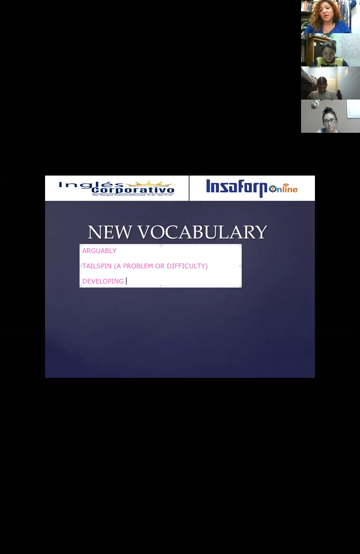 Inglés
corporativo
Insaforp Online
NEW VOCABULARY
ARGUABLY
TAILSPIN (A PROBLEM OR DIFFICULTY)
DEVELOPING